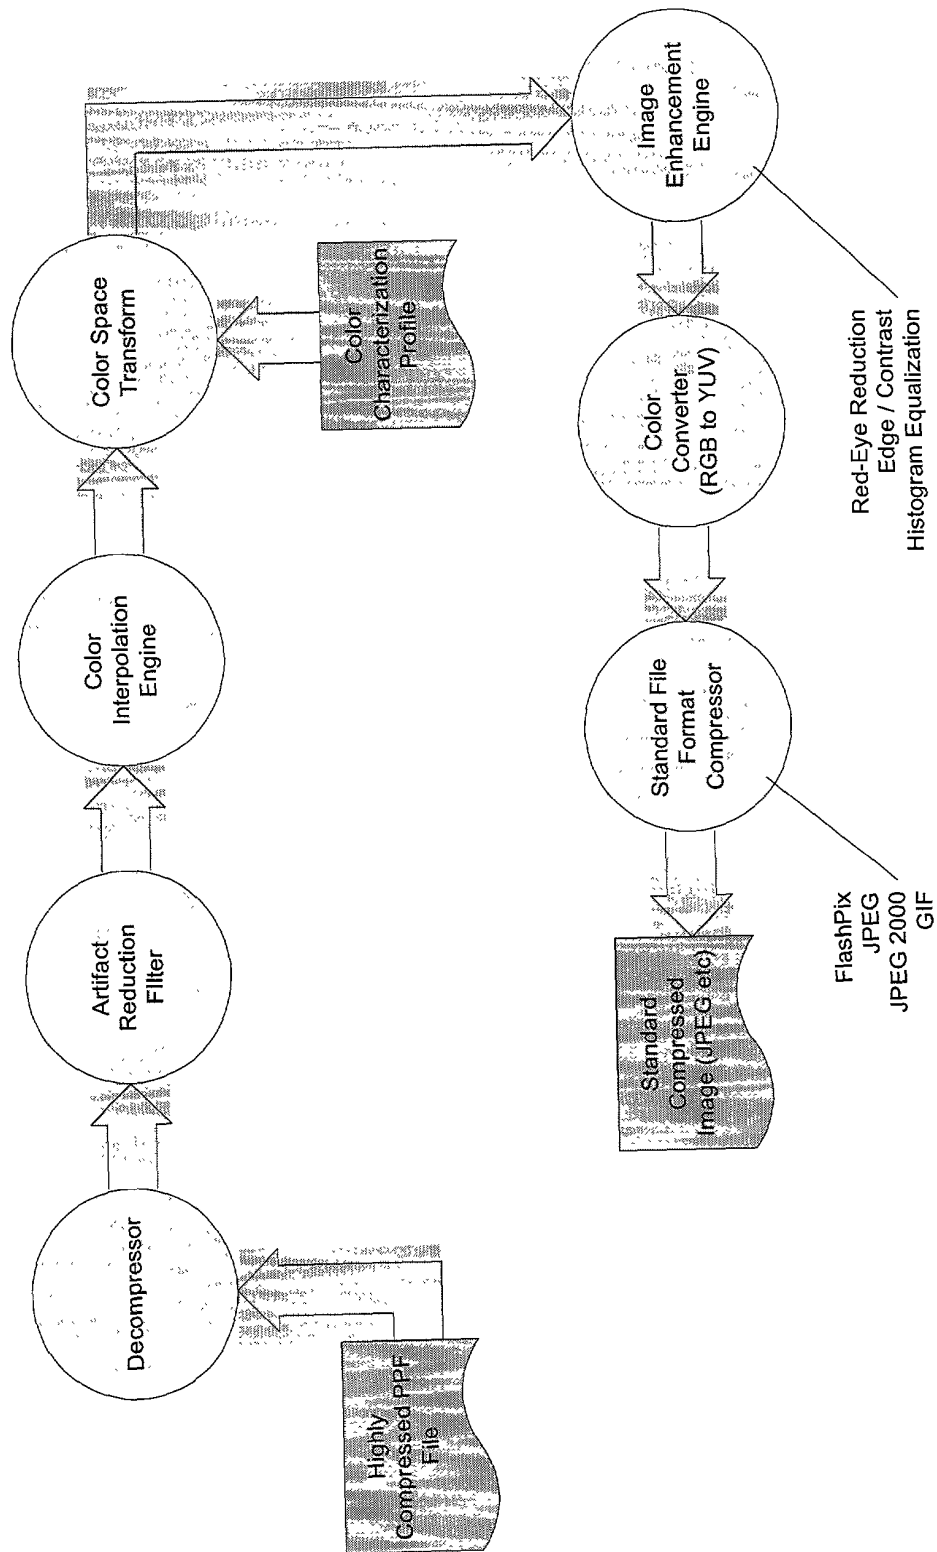 Highly
Compressed PPF
File
Decompressor
Artifact
Reduction
FIlter
Color
Interpolation
Engine
Color Space
Transform
Color
Characterization
Profile
Image
Enhancement
Engine
Red-Eye Reduction
Edge / Contrast
Histogram Equalization
Color
Converter
(RGB to YUV)
Standard File
Format
Compressor
FlashPix
JPEG
JPEG 2000
GIF
Standard
Compressed
Image (JPEG etc)